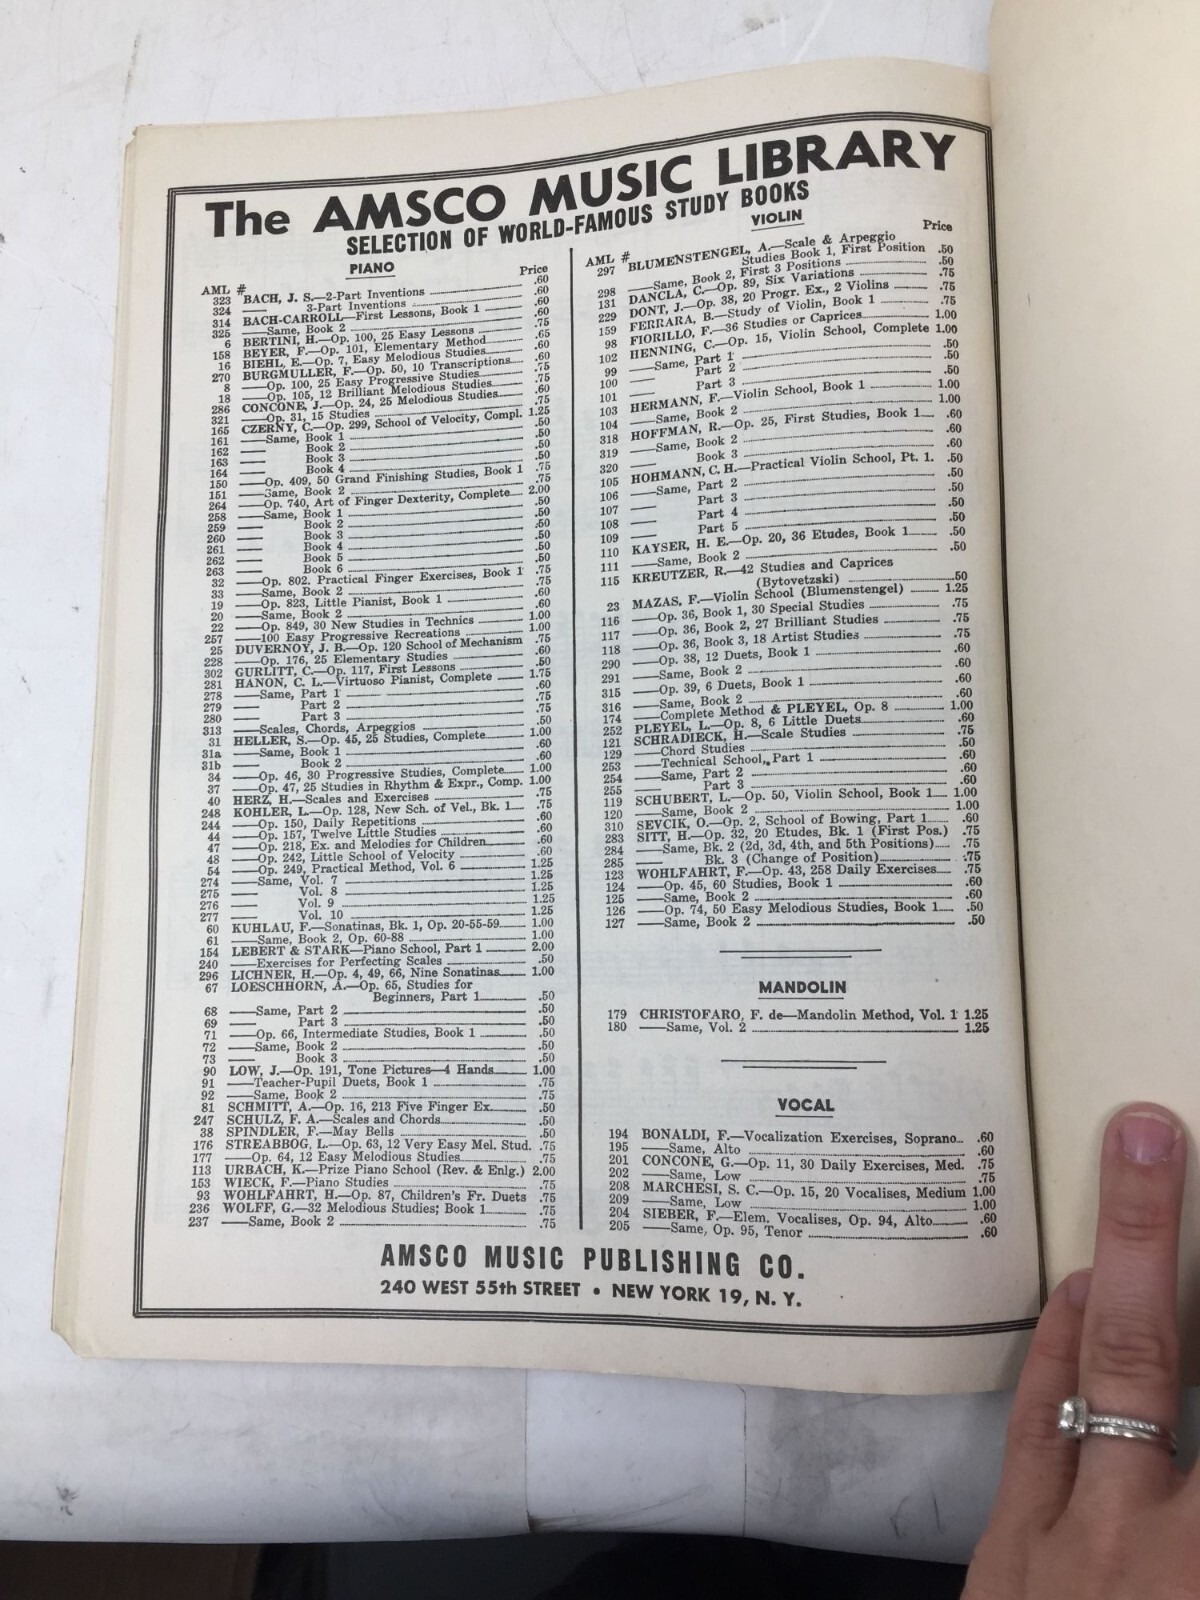 The AMSCO MUSIC LIBRARY
SELECTION OF WORLD-FAMOUS STUDY BOOKS
PIANO
AML # Price
323 BACH, J. S.—2-Part Inventions .60
324 —— 3-Part Inventions .60
314 BACH-CARROLL—First Lessons, Book 1 .60
325 ——Same, Book 2 .60
6 BERTINI, H.—Op. 100, 25 Easy Lessons .75
158 BEYER, F.—Op. 101, Elementary Method .65
16 BIEHL, E.—Op. 7, Easy Melodious Studies .60
270 BURGMULLER, F.—Op. 50, 10 Transcriptions .75
8 ——Op. 100, 25 Easy Progressive Studies .75
18 ——Op. 105, 12 Brilliant Melodious Studies .60
286 CONCONE, J.—Op. 24, 25 Melodious Studies .75
321 ——Op. 31, 15 Studies
165 CZERNY, C.—Op. 299, School of Velocity, Compl. 1.25
161 ——Same, Book 1 .50
162 —— Book 2 .50
163 —— Book 3 .50
164 —— Book 4 .50
150 ——Op. 409, 50 Grand Finishing Studies, Book 1 .75
151 ——Same, Book 2 .75
264 ——Op. 740, Art of Finger Dexterity, Complete 2.00
258 ——Same, Book 1 .50
259 —— Book 2 .50
260 —— Book 3 .50
261 —— Book 4 .50
262 —— Book 5 .50
263 —— Book 6 .50
32 ——Op. 802. Practical Finger Exercises, Book 1 .75
33 ——Same, Book 2 .75
19 ——Op. 823, Little Pianist, Book 1 .60
20 ——Same, Book 2 .60
22 ——Op. 849, 30 New Studies in Technics 1.00
257 ——100 Easy Progressive Recreations 1.00
25 DUVERNOY, J. B.—Op. 120 School of Mechanism .75
228 ——Op. 176, 25 Elementary Studies .60
302 GURLITT, C.—Op. 117, First Lessons .50
281 HANON, C. L.—Virtuoso Pianist, Complete 1.75
278 ——Same, Part 1 .60
279 —— Part 2 .75
280 —— Part 3 .75
313 ——Scales, Chords, Arpeggios .50
31 HELLER, S.—Op. 45, 25 Studies, Complete 1.00
31a ——Same, Book 1 .60
31b —— Book 2 .60
34 ——Op. 46, 30 Progressive Studies, Complete 1.00
37 ——Op. 47, 25 Studies in Rhythm & Expr., Comp. 1.00
40 HERZ, H.—Scales and Exercises .75
248 KOHLER, L.—Op. 128, New Sch. of Vel., Bk. 1 .75
244 ——Op. 150, Daily Repetitions .60
44 ——Op. 157, Twelve Little Studies .60
47 ——Op. 218, Ex. and Melodies for Children .60
48 ——Op. 242, Little School of Velocity .60
54 ——Op. 249, Practical Method, Vol. 6 1.25
274 ——Same, Vol. 7 1.25
275 —— Vol. 8 1.25
276 —— Vol. 9 1.25
277 —— Vol. 10 1.25
60 KUHLAU, F.—Sonatinas, Bk. 1, Op. 20-55-59 1.00
61 ——Same, Book 2, Op. 60-88 1.00
154 LEBERT & STARK—Piano School, Part 1 2.00
240 ——Exercises for Perfecting Scales .50
296 LICHNER, H.—Op. 4, 49, 66, Nine Sonatinas 1.00
67 LOESCHHORN, A.—Op. 65, Studies for
Beginners, Part 1 .50
68 ——Same, Part 2 .50
69 —— Part 3 .50
71 ——Op. 66, Intermediate Studies, Book 1 .50
72 ——Same, Book 2 .50
73 —— Book 3 .50
90 LOW, J.—Op. 191, Tone Pictures—4 Hands 1.00
91 ——Teacher-Pupil Duets, Book 1 .75
92 ——Same, Book 2 .75
81 SCHMITT, A.—Op. 16, 213 Five Finger Ex. .50
247 SCHULZ, F. A.—Scales and Chords .50
38 SPINDLER, F.—May Bells .50
176 STREABBOG, L.—Op. 63, 12 Very Easy Mel. Stud. .75
177 ——Op. 64, 12 Easy Melodious Studies .75
113 URBACH, K.—Prize Piano School (Rev. & Enlg.) 2.00
153 WIECK, F.—Piano Studies .75
93 WOHLFAHRT, H.—Op. 87, Children's Fr. Duets .75
236 WOLFF, G.—32 Melodious Studies, Book 1 .75
237 ——Same, Book 2 .75
VIOLIN
AML # Price
297 BLUMENSTENGEL, A.—Scale & Arpeggio
Studies Book 1, First Position .50
298 ——Same, Book 2, First 3 Positions .50
131 DANCLA, C.—Op. 89, Six Variations .75
229 DONT, J.—Op. 38, 20 Progr. Ex., 2 Violins .75
159 FERRARA, B.—Study of Violin, Book 1 .75
98 FIORILLO, F.—36 Studies or Caprices 1.00
102 HENNING, C.—Op. 15, Violin School, Complete 1.00
99 ——Same, Part 1 .50
100 —— Part 2 .50
101 —— Part 3 .50
103 HERMANN, F.—Violin School, Book 1 1.00
104 ——Same, Book 2 1.00
318 HOFFMAN, R.—Op. 25, First Studies, Book 1 .60
319 ——Same, Book 2 .60
320 —— Book 3 .60
105 HOHMANN, C. H.—Practical Violin School, Pt. 1. .50
106 ——Same, Part 2 .50
107 —— Part 3 .50
108 —— Part 4 .50
109 —— Part 5 .50
110 KAYSER, H. E.—Op. 20, 36 Etudes, Book 1 .50
111 ——Same, Book 2 .50
115 KREUTZER, R.—42 Studies and Caprices
(Bytovetzski) .50
23 MAZAS, F.—Violin School (Blumenstengel) 1.25
116 ——Op. 36, Book 1, 30 Special Studies .75
117 ——Op. 36, Book 2, 27 Brilliant Studies .75
118 ——Op. 36, Book 3, 18 Artist Studies .75
290 ——Op. 38, 12 Duets, Book 1 .60
291 ——Same, Book 2 .60
315 ——Op. 39, 6 Duets, Book 1 .60
316 ——Same, Book 2 .60
174 ——Complete Method & PLEYEL, Op. 8 1.00
252 PLEYEL, L.—Op. 8, 6 Little Duets .60
121 SCHRADIECK, H.—Scale Studies .75
129 ——Chord Studies .50
253 ——Technical School, Part 1 .60
254 ——Same, Part 2 .60
255 —— Part 3 .60
119 SCHUBERT, L.—Op. 50, Violin School, Book 1 1.00
120 ——Same, Book 2 1.00
310 SEVCIK, O.—Op. 2, School of Bowing, Part 1 .60
283 SITT, H.—Op. 32, 20 Etudes, Bk. 1 (First Pos.) .75
284 ——Same, Bk. 2 (2d, 3d, 4th, and 5th Positions) .75
285 —— Bk. 3 (Change of Position) .75
123 WOHLFAHRT, F.—Op. 43, 258 Daily Exercises .75
124 ——Op. 45, 60 Studies, Book 1 .60
125 ——Same, Book 2 .60
126 ——Op. 74, 50 Easy Melodious Studies, Book 1 .50
127 ——Same, Book 2 .50
MANDOLIN
179 CHRISTOFARO, F. de—Mandolin Method, Vol. 1 1.25
180 ——Same, Vol. 2 1.25
VOCAL
194 BONALDI, F.—Vocalization Exercises, Soprano .60
195 ——Same, Alto .60
201 CONCONE, G.—Op. 11, 30 Daily Exercises, Med. .75
202 ——Same, Low .75
208 MARCHESI, S. C.—Op. 15, 20 Vocalises, Medium 1.00
209 ——Same, Low 1.00
204 SIEBER, F.—Elem. Vocalises, Op. 94, Alto .60
205 ——Same, Op. 95, Tenor .60
AMSCO MUSIC PUBLISHING CO.
240 WEST 55th STREET • NEW YORK 19, N. Y.